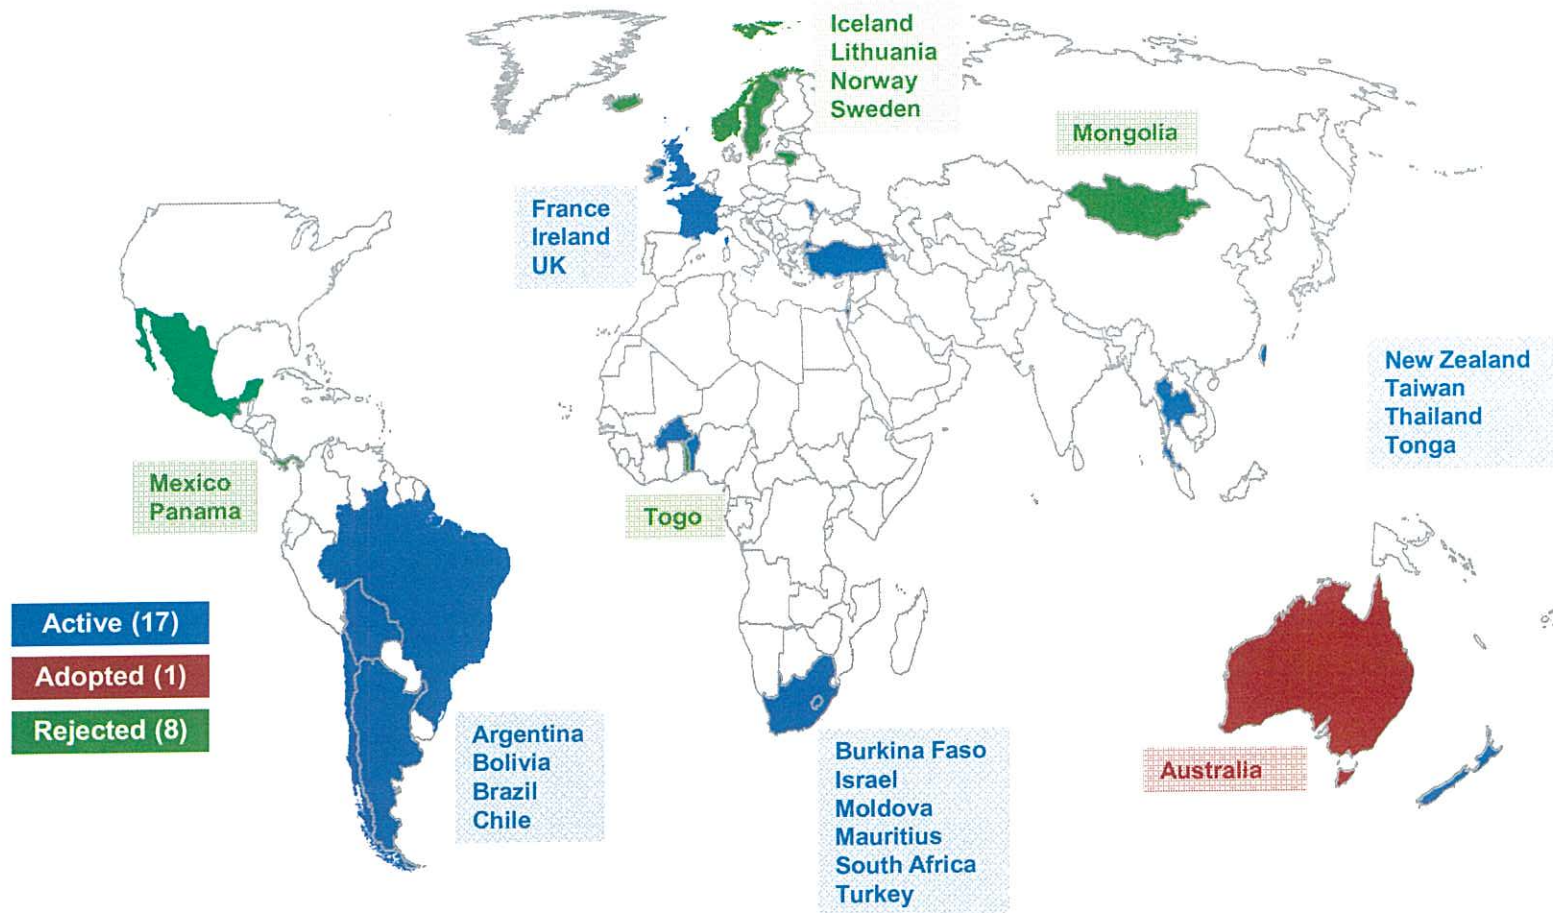 Iceland
Lithuania
Norway
Sweden
Mongolia
France
Ireland
UK
New Zealand
Taiwan
Thailand
Tonga
Mexico
Panama
Togo
Active (17)
Adopted (1)
Rejected (8)
Argentina
Bolivia
Brazil
Chile
Burkina Faso
Israel
Moldova
Mauritius
South Africa
Turkey
Australia